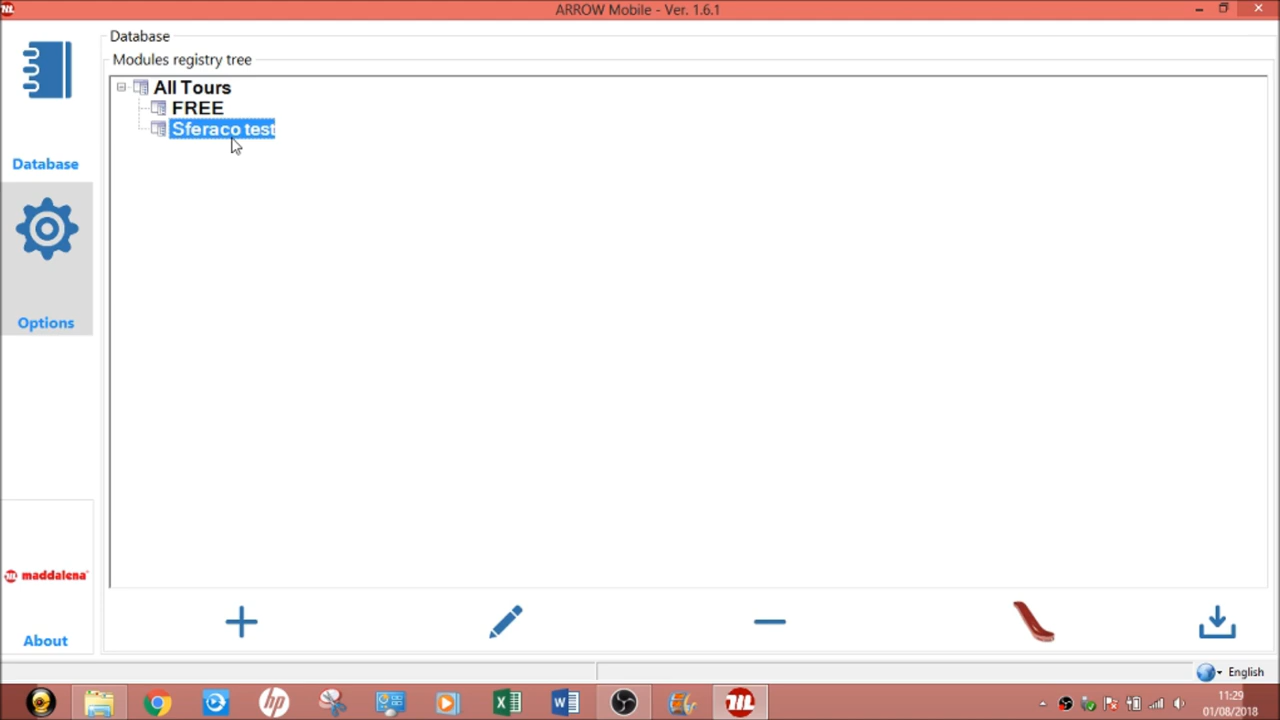 ARROW Mobile - Ver. 1.6.1
Database
Modules registry tree
All Tours
FREE
Sferaco test
Database
Options
maddalena
About
English
hp
11:29
01/08/2018